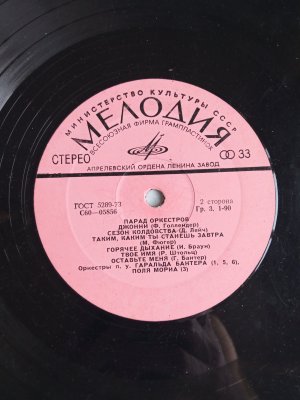 МИНИСТЕРСТВО КУЛЬТУРЫ СССР
МЕЛОДИЯ
ВСЕСОЮЗНАЯ ФИРМА ГРАМПЛАСТИНОК
СТЕРЕО
33
АПРЕЛЕВСКИЙ ОРДЕНА ЛЕНИНА ЗАВОД
ГОСТ 5289-73
С60—05856
2 сторона
Гр. 3. 1-90
ПАРАД ОРКЕСТРОВ
ДЖОННИ (Ф. Голлендер)
СЕЗОН КОЛДОВСТВА (Д. Лейч)
ТАКИМ, КАКИМ ТЫ СТАНЕШЬ ЗАВТРА
(М. Фюгер)
ГОРЯЧЕЕ ДЫХАНИЕ (И. Браун)
ТВОЕ ИМЯ (Р. Штольц)
ОСТАВЬТЕ МЕНЯ (Г. Бантер)
Оркестры п. у. ГАРАЛЬДА БАНТЕРА (1, 5, 6),
ПОЛЯ МОРИА (3)